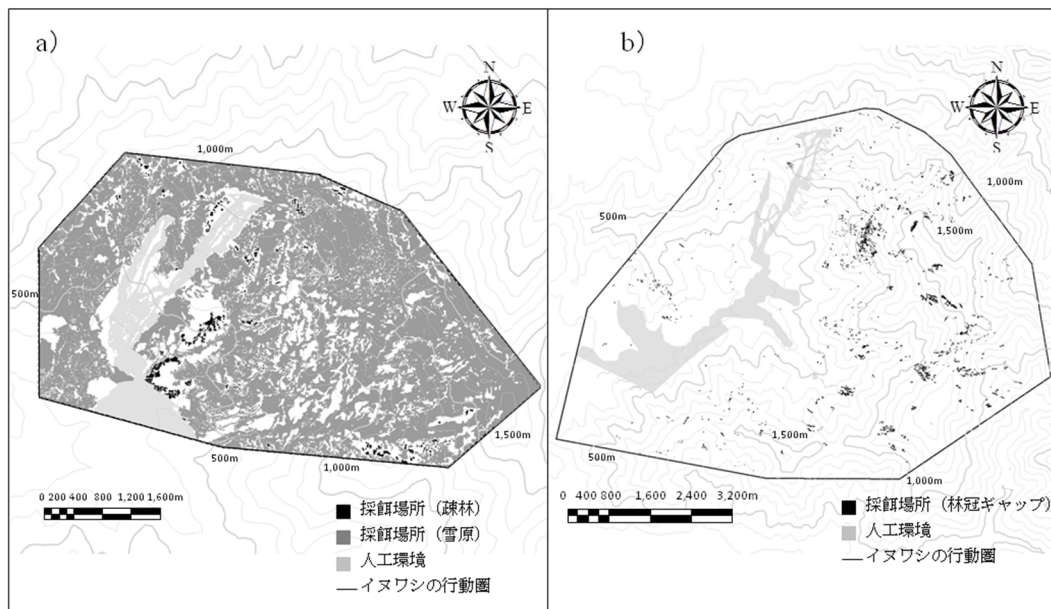 a)
N
W E
S
1,000m
500m
1,500m
500m
1,000m
0 200 400 800 1,200 1,600m
採餌場所（疎林）
採餌場所（雪原）
人工環境
イヌワシの行動圏
b)
N
W E
S
1,000m
500m
1,500m
1,500m
500m
1,000m
0 400 800 1,600 2,400 3,200m
採餌場所（林冠ギャップ）
人工環境
イヌワシの行動圏